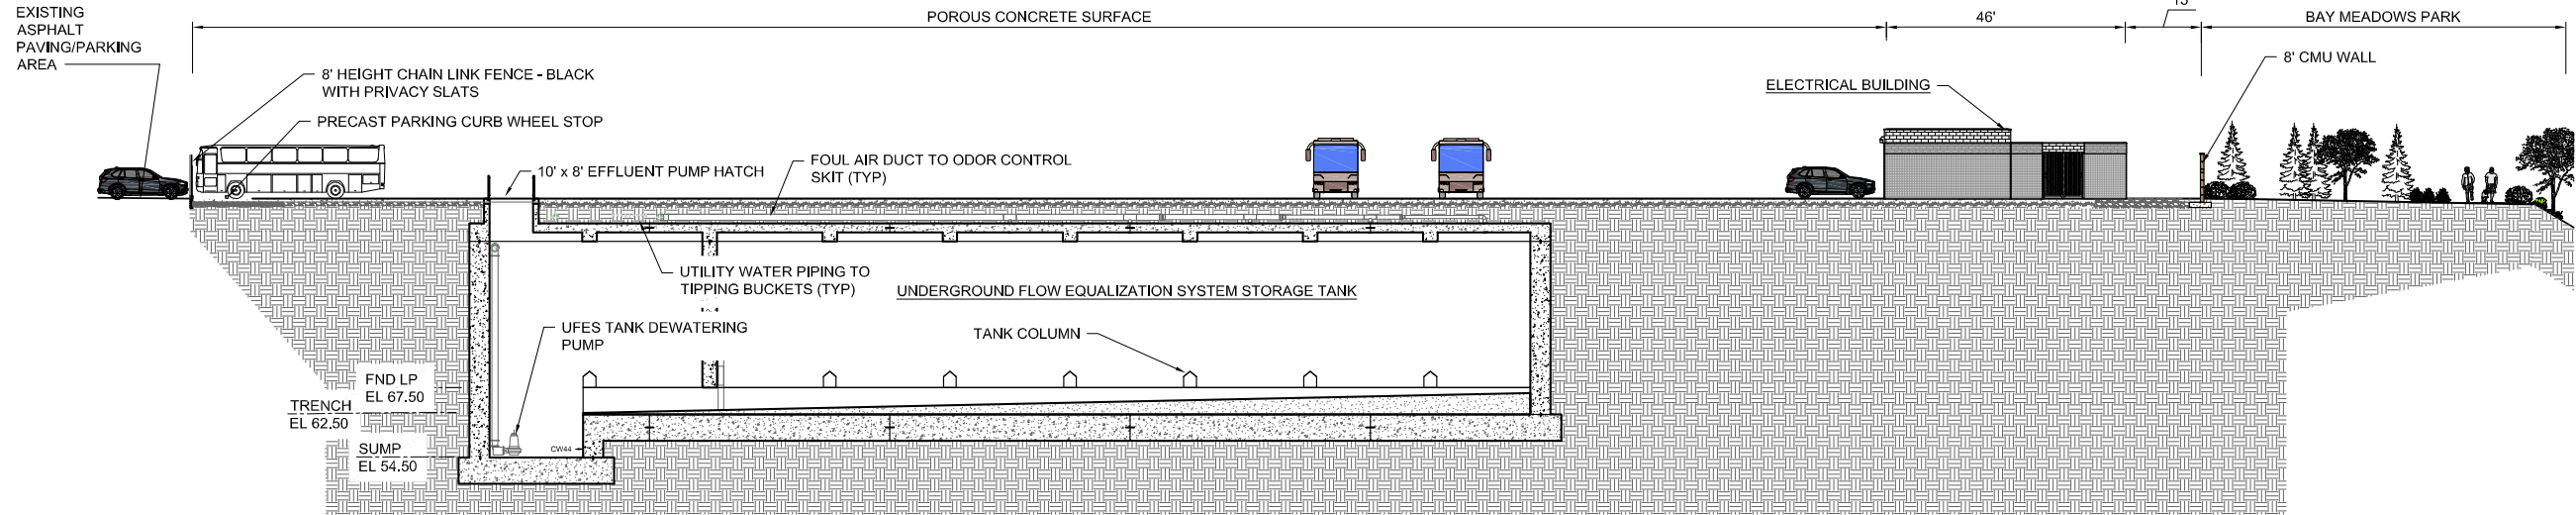 EXISTING
ASPHALT
PAVING/PARKING
AREA
POROUS CONCRETE SURFACE
46'
BAY MEADOWS PARK
8' HEIGHT CHAIN LINK FENCE - BLACK
WITH PRIVACY SLATS
8' CMU WALL
ELECTRICAL BUILDING
PRECAST PARKING CURB WHEEL STOP
10' x 8' EFFLUENT PUMP HATCH
FOUL AIR DUCT TO ODOR CONTROL
SKIT (TYP)
UTILITY WATER PIPING TO
TIPPING BUCKETS (TYP)
UNDERGROUND FLOW EQUALIZATION SYSTEM STORAGE TANK
UFES TANK DEWATERING
PUMP
TANK COLUMN
FND LP
EL 67.50
TRENCH
EL 62.50
SUMP
EL 54.50
CW44